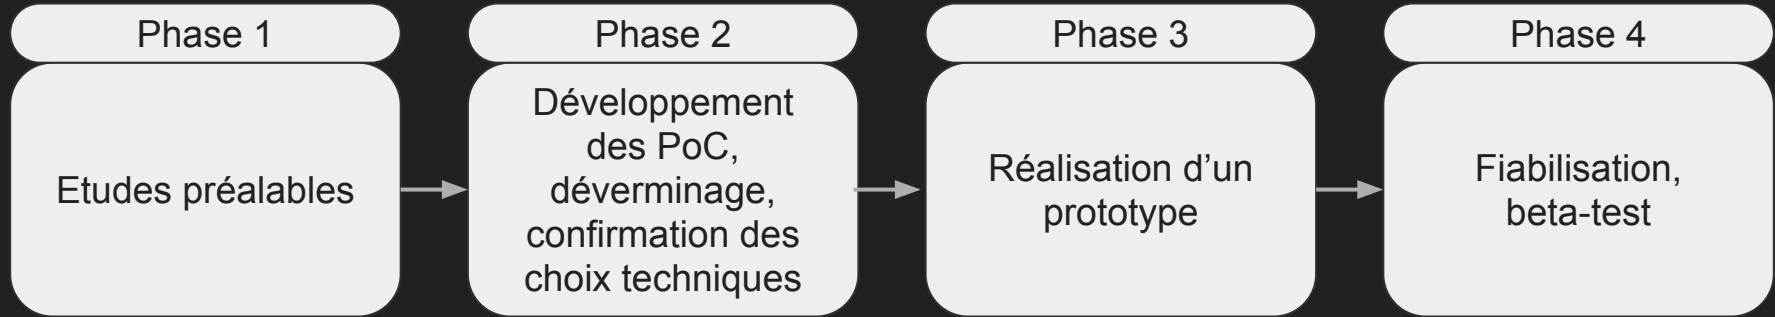 Phase 1
Etudes préalables
Phase 2
Développement
des PoC,
déverminage,
confirmation des
choix techniques
Phase 3
Réalisation d’un
prototype
Phase 4
Fiabilisation,
beta-test